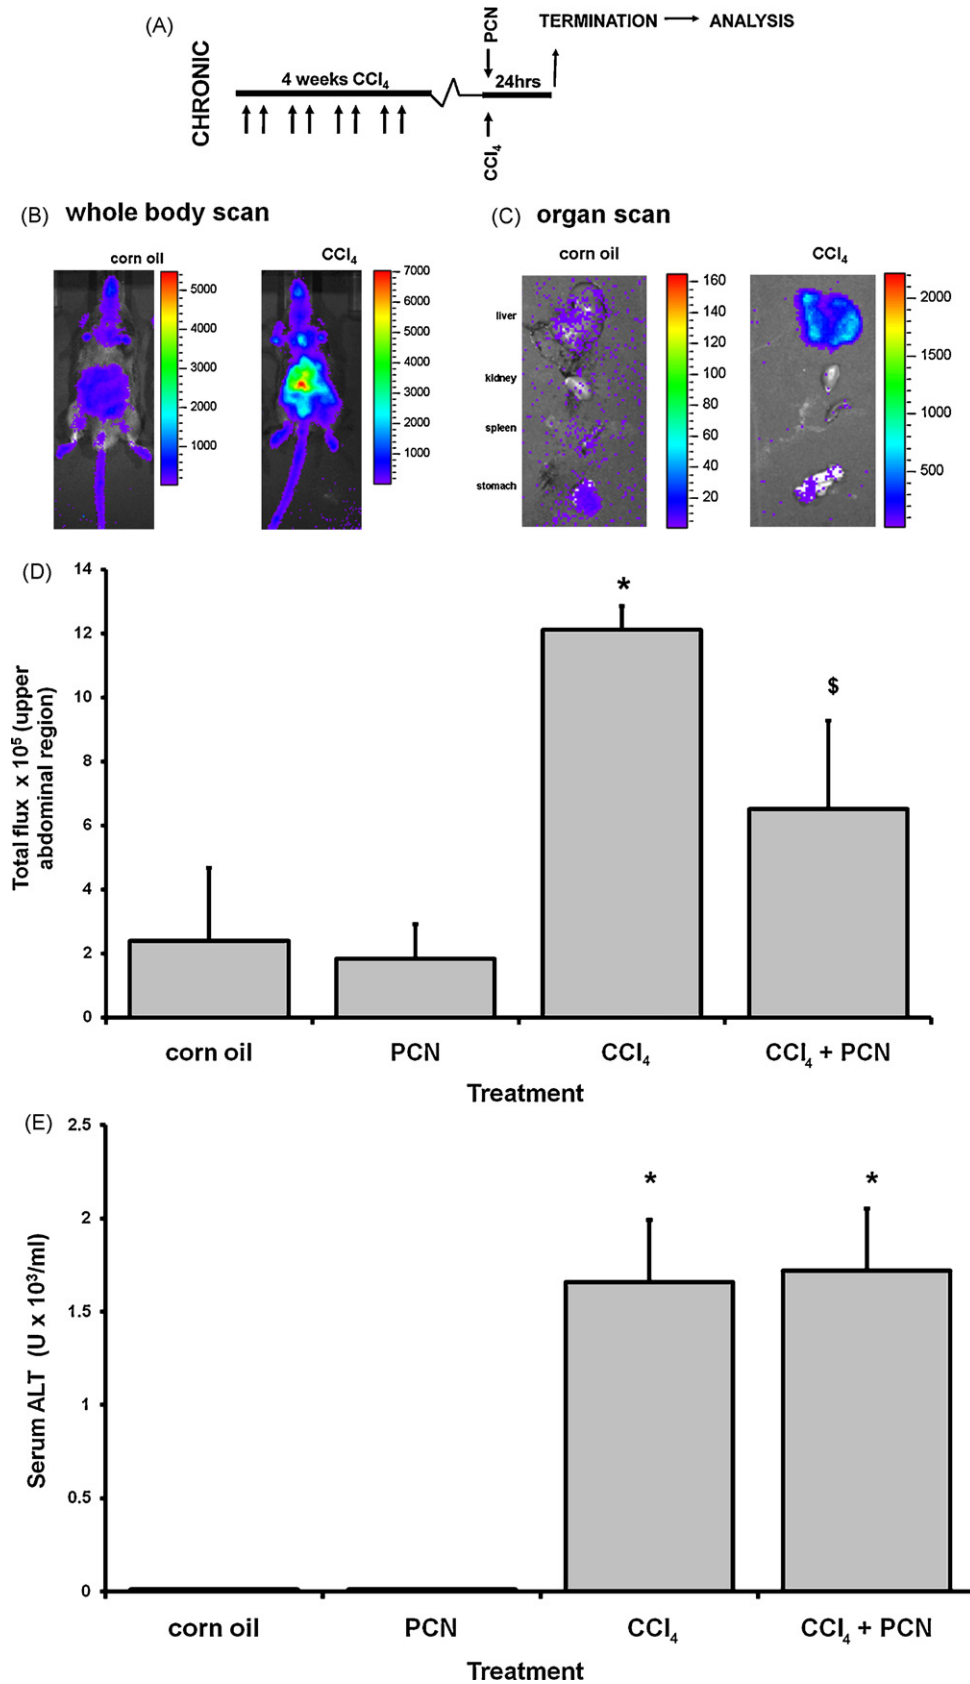 (A)
CHRONIC
4 weeks CCl₄
PCN
24hrs
CCl₄
TERMINATION → ANALYSIS
(B) whole body scan
corn oil
5000
4000
3000
2000
1000
CCl₄
7000
6000
5000
4000
3000
2000
1000
(C) organ scan
corn oil
liver
kidney
spleen
stomach
160
140
120
100
80
60
40
20
CCl₄
2000
1500
1000
500
(D)
Total flux x 10⁵ (upper
abdominal region)
14
12
10
8
6
4
2
0
*
$
corn oil PCN CCl₄ CCl₄ + PCN
Treatment
(E)
Serum ALT (U x 10³/ml)
2.5
2
1.5
1
0.5
0
* *
corn oil PCN CCl₄ CCl₄ + PCN
Treatment